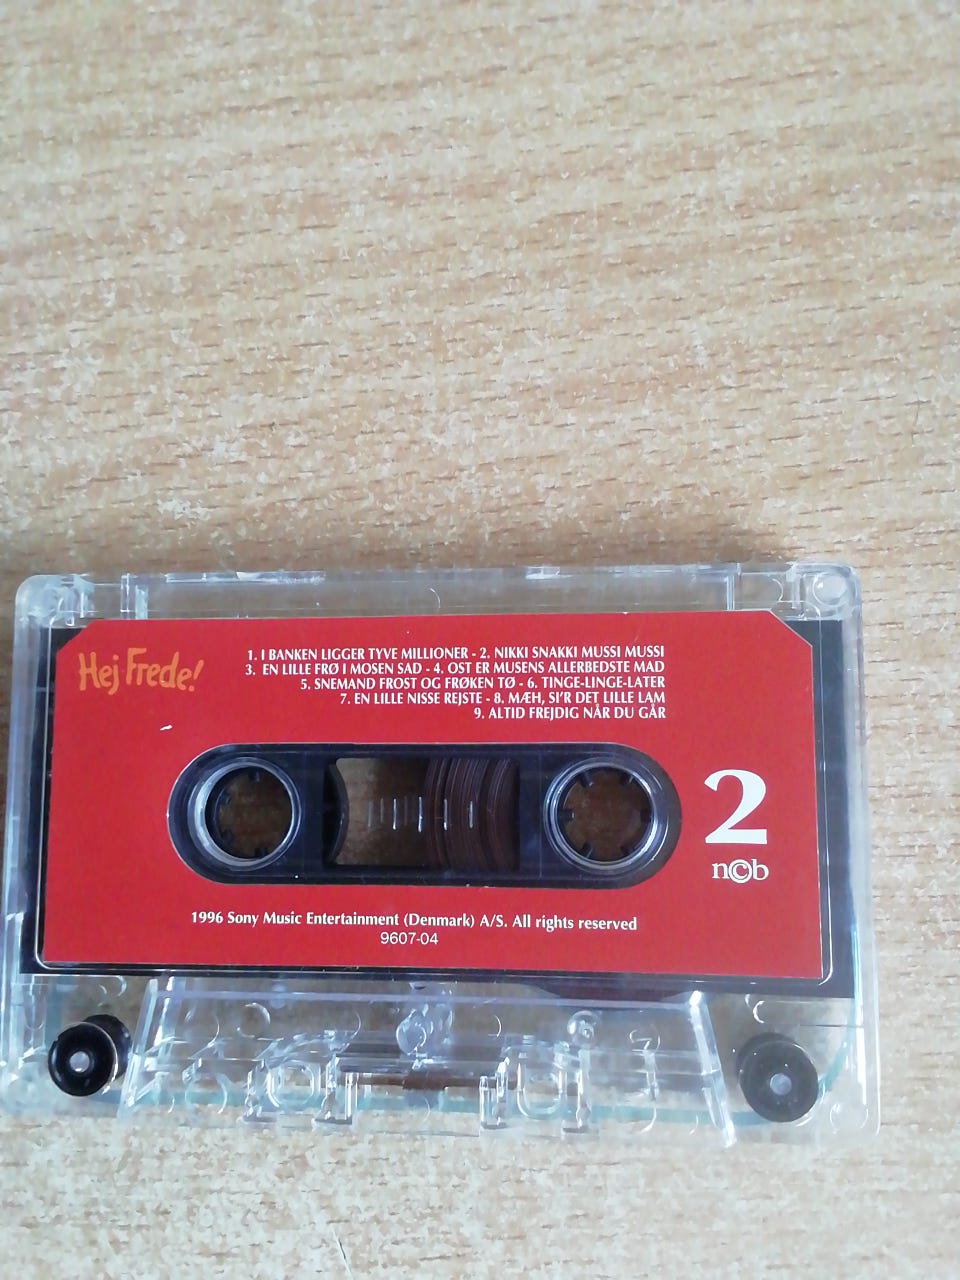 Hej Frede!
1. I BANKEN LIGGER TYVE MILLIONER - 2. NIKKI SNAKKI MUSSI MUSSI
3. EN LILLE FRØ I MOSEN SAD - 4. OST ER MUSENS ALLERBEDSTE MAD
5. SNEMAND FROST OG FRØKEN TØ - 6. TINGE-LINGE-LATER
7. EN LILLE NISSE REJSTE - 8. MÆH, SI'R DET LILLE LAM
9. ALTID FREJDIG NÅR DU GÅR
2
ncb
1996 Sony Music Entertainment (Denmark) A/S. All rights reserved
9607-04